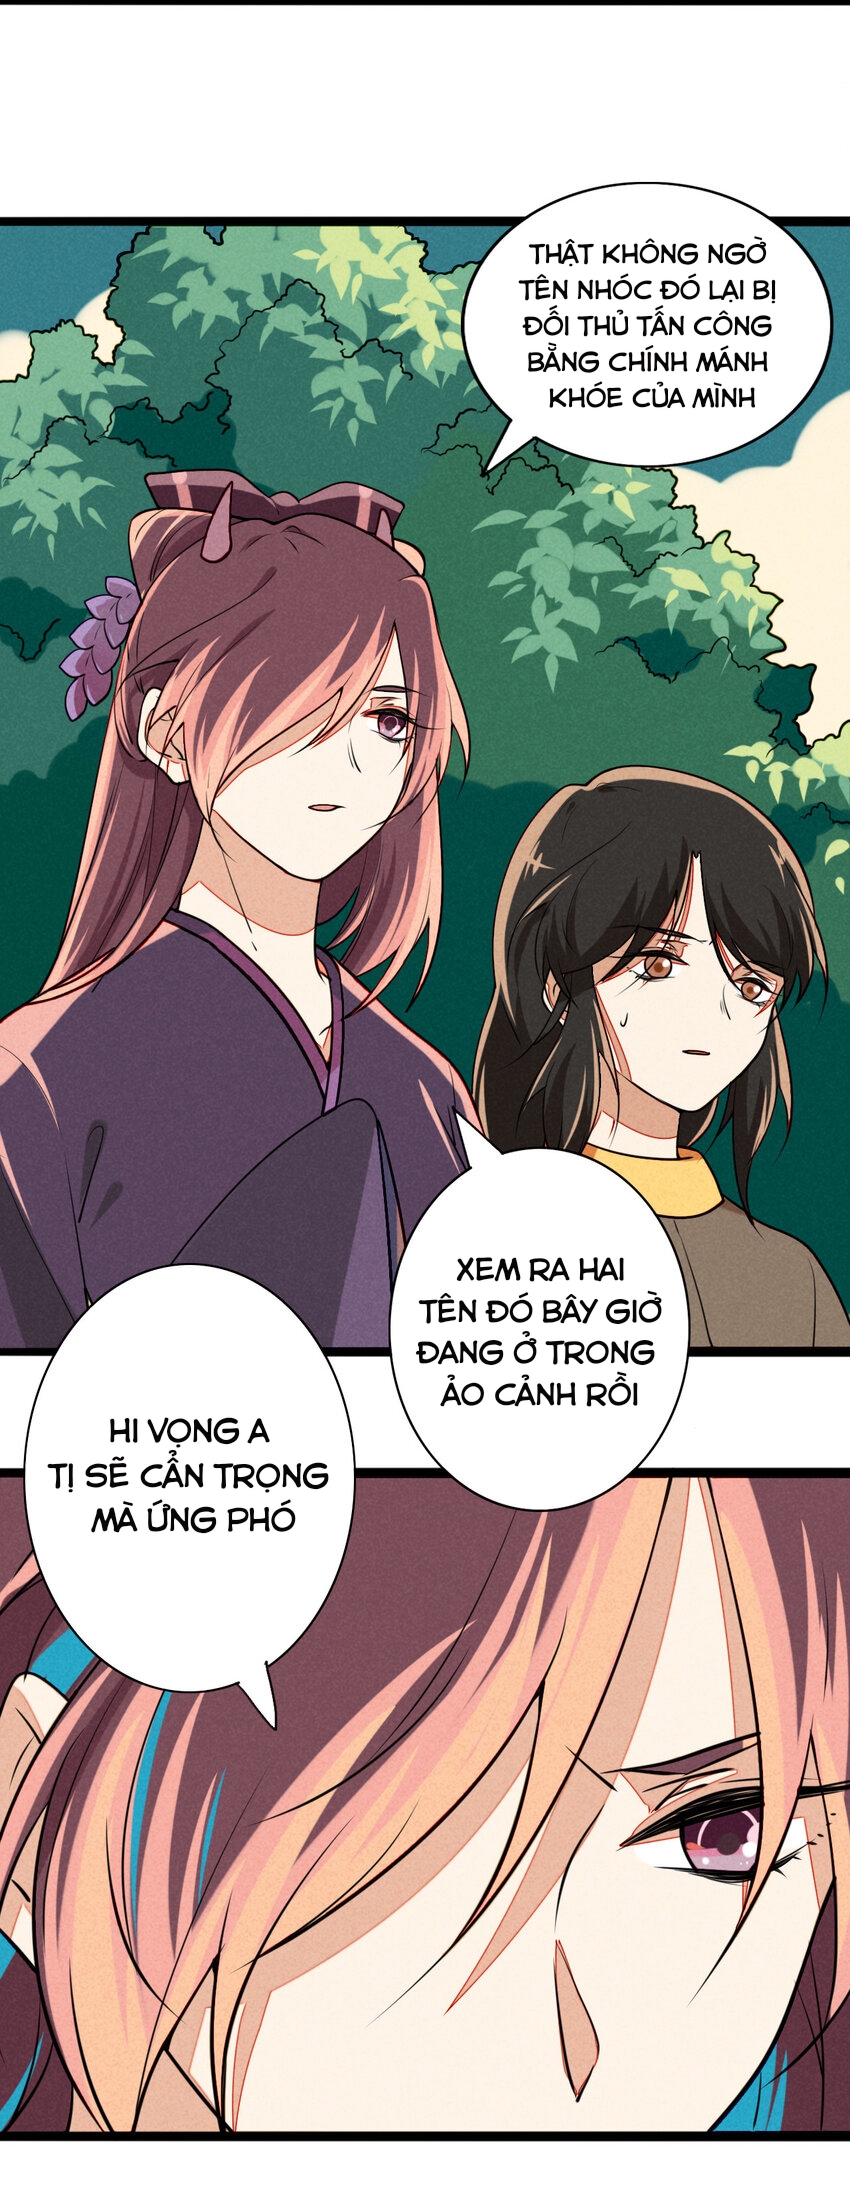 THẬT KHÔNG NGỜ
TÊN NHÓC ĐÓ LẠI BỊ
ĐỐI THỦ TẤN CÔNG
BẰNG CHÍNH MÁNH
KHÓE CỦA MÌNH
XEM RA HAI
TÊN ĐÓ BÂY GIỜ
ĐANG Ở TRONG
ẢO CẢNH RỒI
HI VỌNG A
TỊ SẼ CẨN TRỌNG
MÀ ỨNG PHÓ